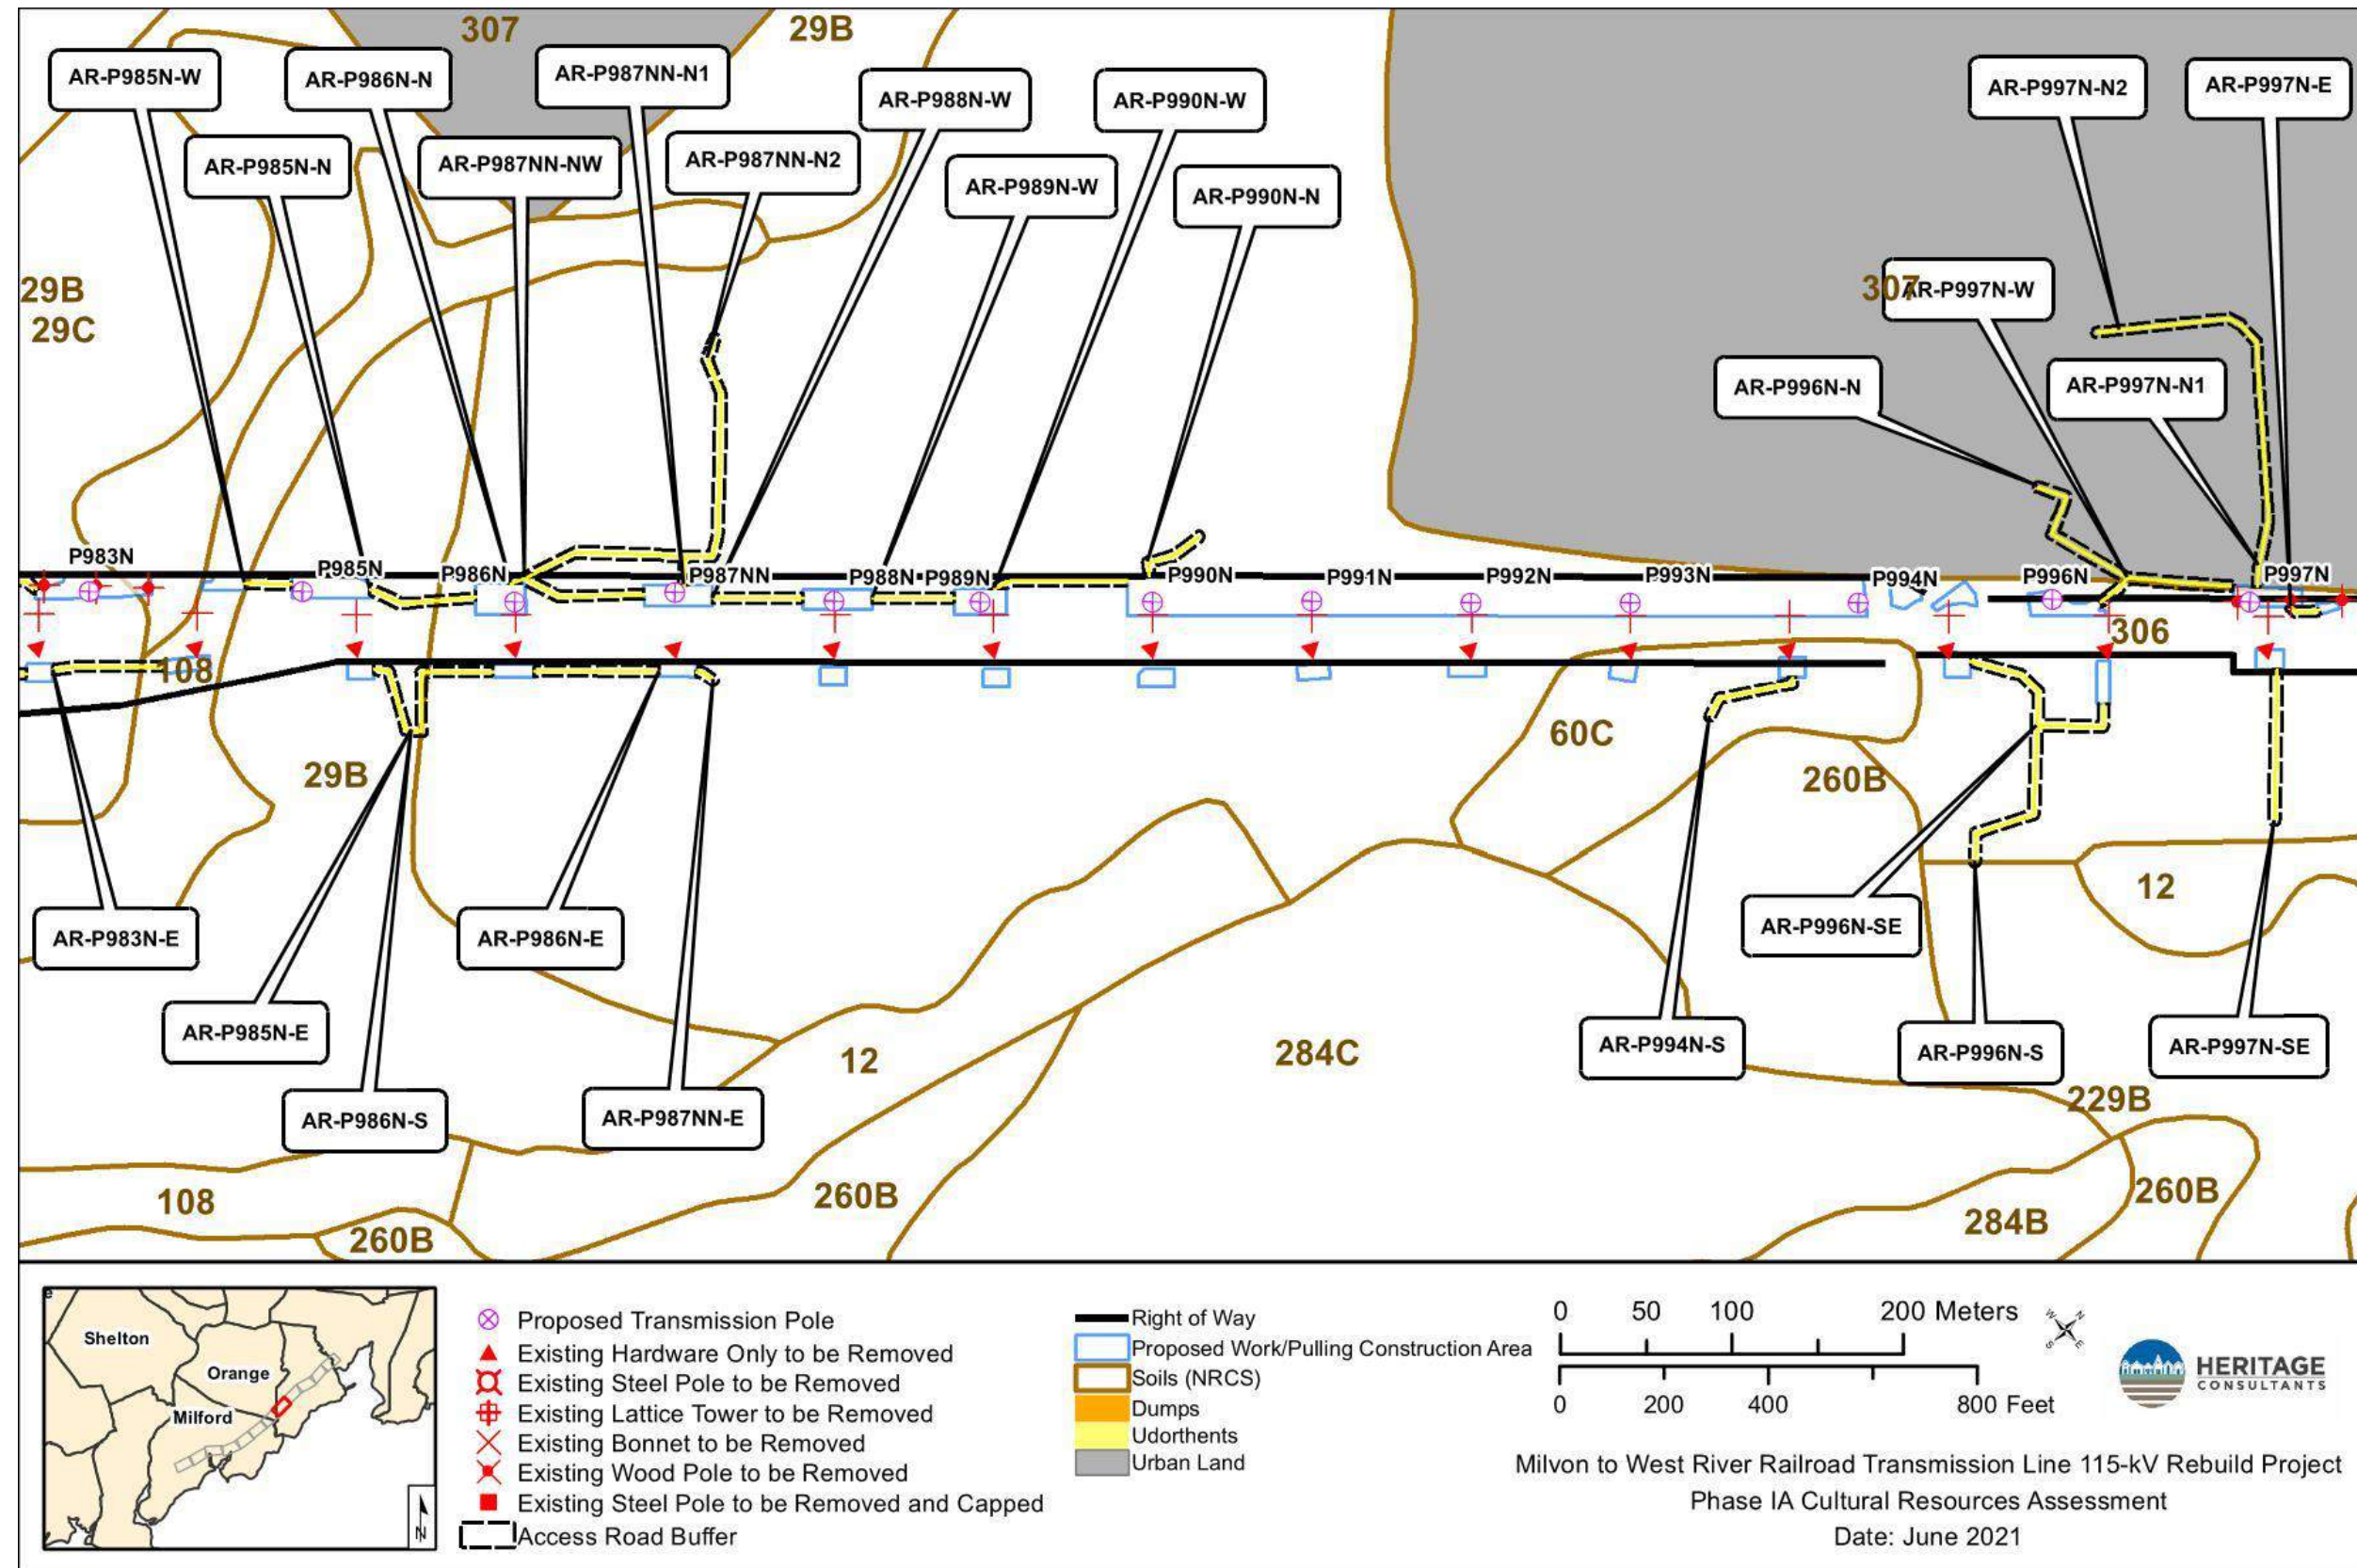 307
29B
AR-P985N-W
AR-P986N-N
AR-P987NN-N1
AR-P988N-W
AR-P990N-W
AR-P997N-N2
AR-P997N-E
AR-P985N-N
AR-P987NN-NW
AR-P987NN-N2
AR-P989N-W
AR-P990N-N
29B
29C
307
AR-P997N-W
AR-P996N-N
AR-P997N-N1
P983N
P985N
P986N
P987NN
P988N
P989N
P990N
P991N
P992N
P993N
P994N
P996N
P997N
306
108
29B
60C
260B
12
AR-P983N-E
AR-P986N-E
AR-P996N-SE
AR-P985N-E
12
284C
AR-P994N-S
AR-P996N-S
AR-P997N-SE
AR-P986N-S
AR-P987NN-E
229B
108
260B
260B
284B
260B
Shelton
Orange
Milford
N
Proposed Transmission Pole
Existing Hardware Only to be Removed
Existing Steel Pole to be Removed
Existing Lattice Tower to be Removed
Existing Bonnet to be Removed
Existing Wood Pole to be Removed
Existing Steel Pole to be Removed and Capped
Access Road Buffer
Right of Way
Proposed Work/Pulling Construction Area
Soils (NRCS)
Dumps
Udorthents
Urban Land
0 50 100 200 Meters
0 200 400 800 Feet
W N
S E
HERITAGE
CONSULTANTS
Milvon to West River Railroad Transmission Line 115-kV Rebuild Project
Phase IA Cultural Resources Assessment
Date: June 2021